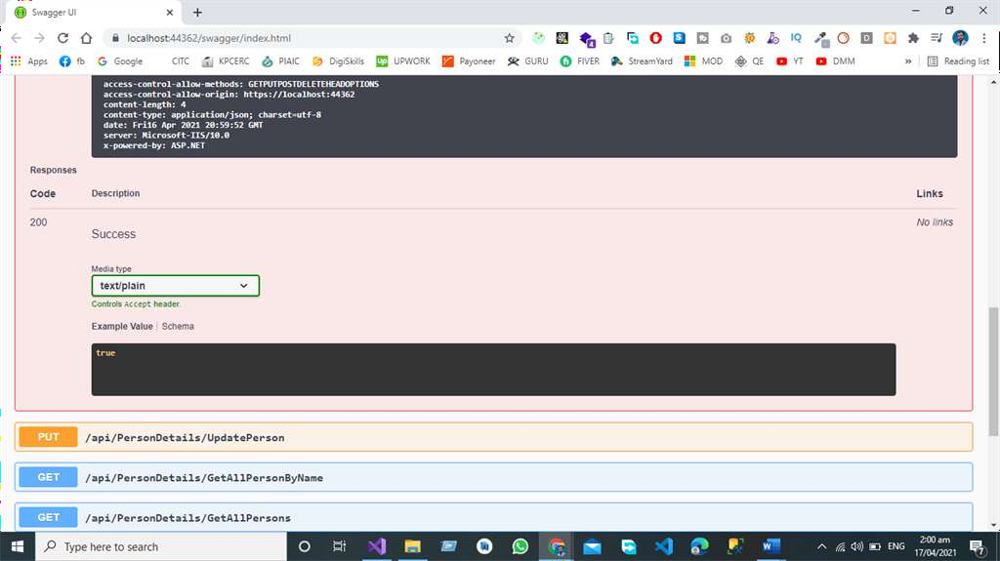 Swagger UI
localhost:44362/swagger/index.html
4
IQ
Apps
fb
Google
CITC
KPCERC
PIAIC
DigiSkills
Up
UPWORK
Payoneer
GURU
FIVER
StreamYard
MOD
QE
YT
DMM
»
Reading list
access-control-allow-methods: GETPUTPOSTDELETEHEADOPTIONS
access-control-allow-origin: https://localhost:44362
content-length: 4
content-type: application/json; charset=utf-8
date: Fri16 Apr 2021 20:59:52 GMT
server: Microsoft-IIS/10.0
x-powered-by: ASP.NET
Responses
Code Description Links
200 Success No links
Media type
text/plain
Controls Accept header.
Example Value | Schema
true
PUT /api/PersonDetails/UpdatePerson
GET /api/PersonDetails/GetAllPersonByName
GET /api/PersonDetails/GetAllPersons
Type here to search
ENG
2:00 am
17/04/2021
7